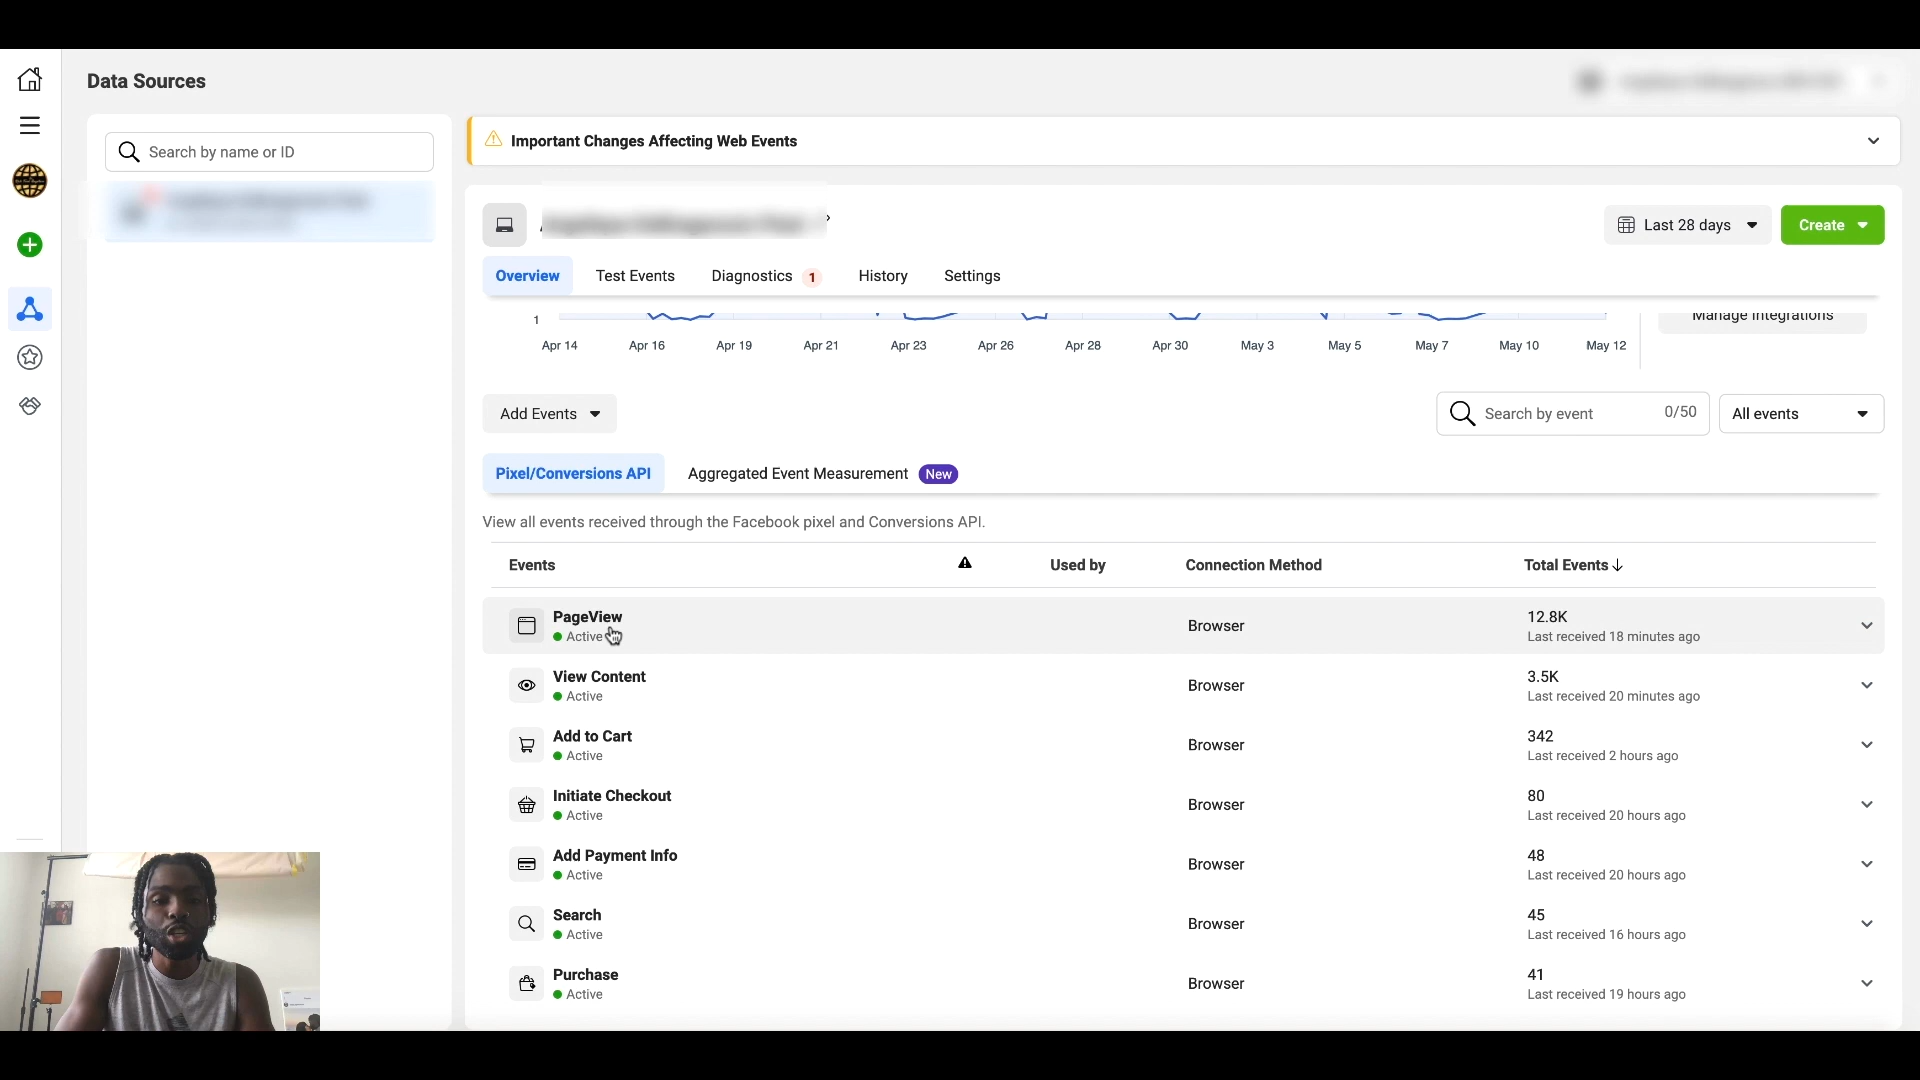 Data Sources
Search by name or ID
Important Changes Affecting Web Events
Last 28 days
Create
Overview
Test Events
Diagnostics 1
History
Settings
1
Manage Integrations
Apr 14
Apr 16
Apr 19
Apr 21
Apr 23
Apr 26
Apr 28
Apr 30
May 3
May 5
May 7
May 10
May 12
Add Events
Search by event 0/50
All events
Pixel/Conversions API
Aggregated Event Measurement New
View all events received through the Facebook pixel and Conversions API.
Events
Used by
Connection Method
Total Events
PageView
Active
Browser
12.8K
Last received 18 minutes ago
View Content
Active
Browser
3.5K
Last received 20 minutes ago
Add to Cart
Active
Browser
342
Last received 2 hours ago
Initiate Checkout
Active
Browser
80
Last received 20 hours ago
Add Payment Info
Active
Browser
48
Last received 20 hours ago
Search
Active
Browser
45
Last received 16 hours ago
Purchase
Active
Browser
41
Last received 19 hours ago